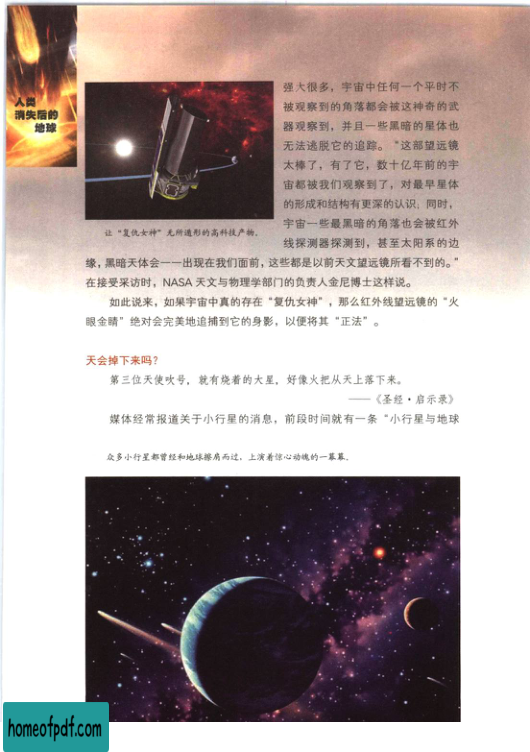 人类
消失后的
地球
强大很多，宇宙中任何一个平时不
被观察到的角落都会被这神奇的武
器观察到，并且一些黑暗的星体也
无法逃脱它的追踪。“这部望远镜
太棒了，有了它，数十亿年前的宇
宙都被我们观察到了，对最早星体
的形成和结构有更深的认识；同时，
宇宙一些最黑暗的角落也会被红外
线探测器探测到，甚至太阳系的边
让“复仇女神”无所遁形的高科技产物。
缘，黑暗天体会一一出现在我们面前，这些都是以前天文望远镜所看不到的。”
在接受采访时，NASA 天文与物理学部门的负责人金尼博士这样说。
如此说来，如果宇宙中真的存在“复仇女神”，那么红外线望远镜的“火
眼金睛”绝对会完美地追捕到它的身影，以便将其“正法”。
天会掉下来吗？
第三位天使吹号，就有烧着的大星，好像火把从天上落下来。
——《圣经·启示录》
媒体经常报道关于小行星的消息，前段时间就有一条“小行星与地球
众多小行星都曾经和地球擦肩而过，上演着惊心动魄的一幕幕。
homeofpdf.com